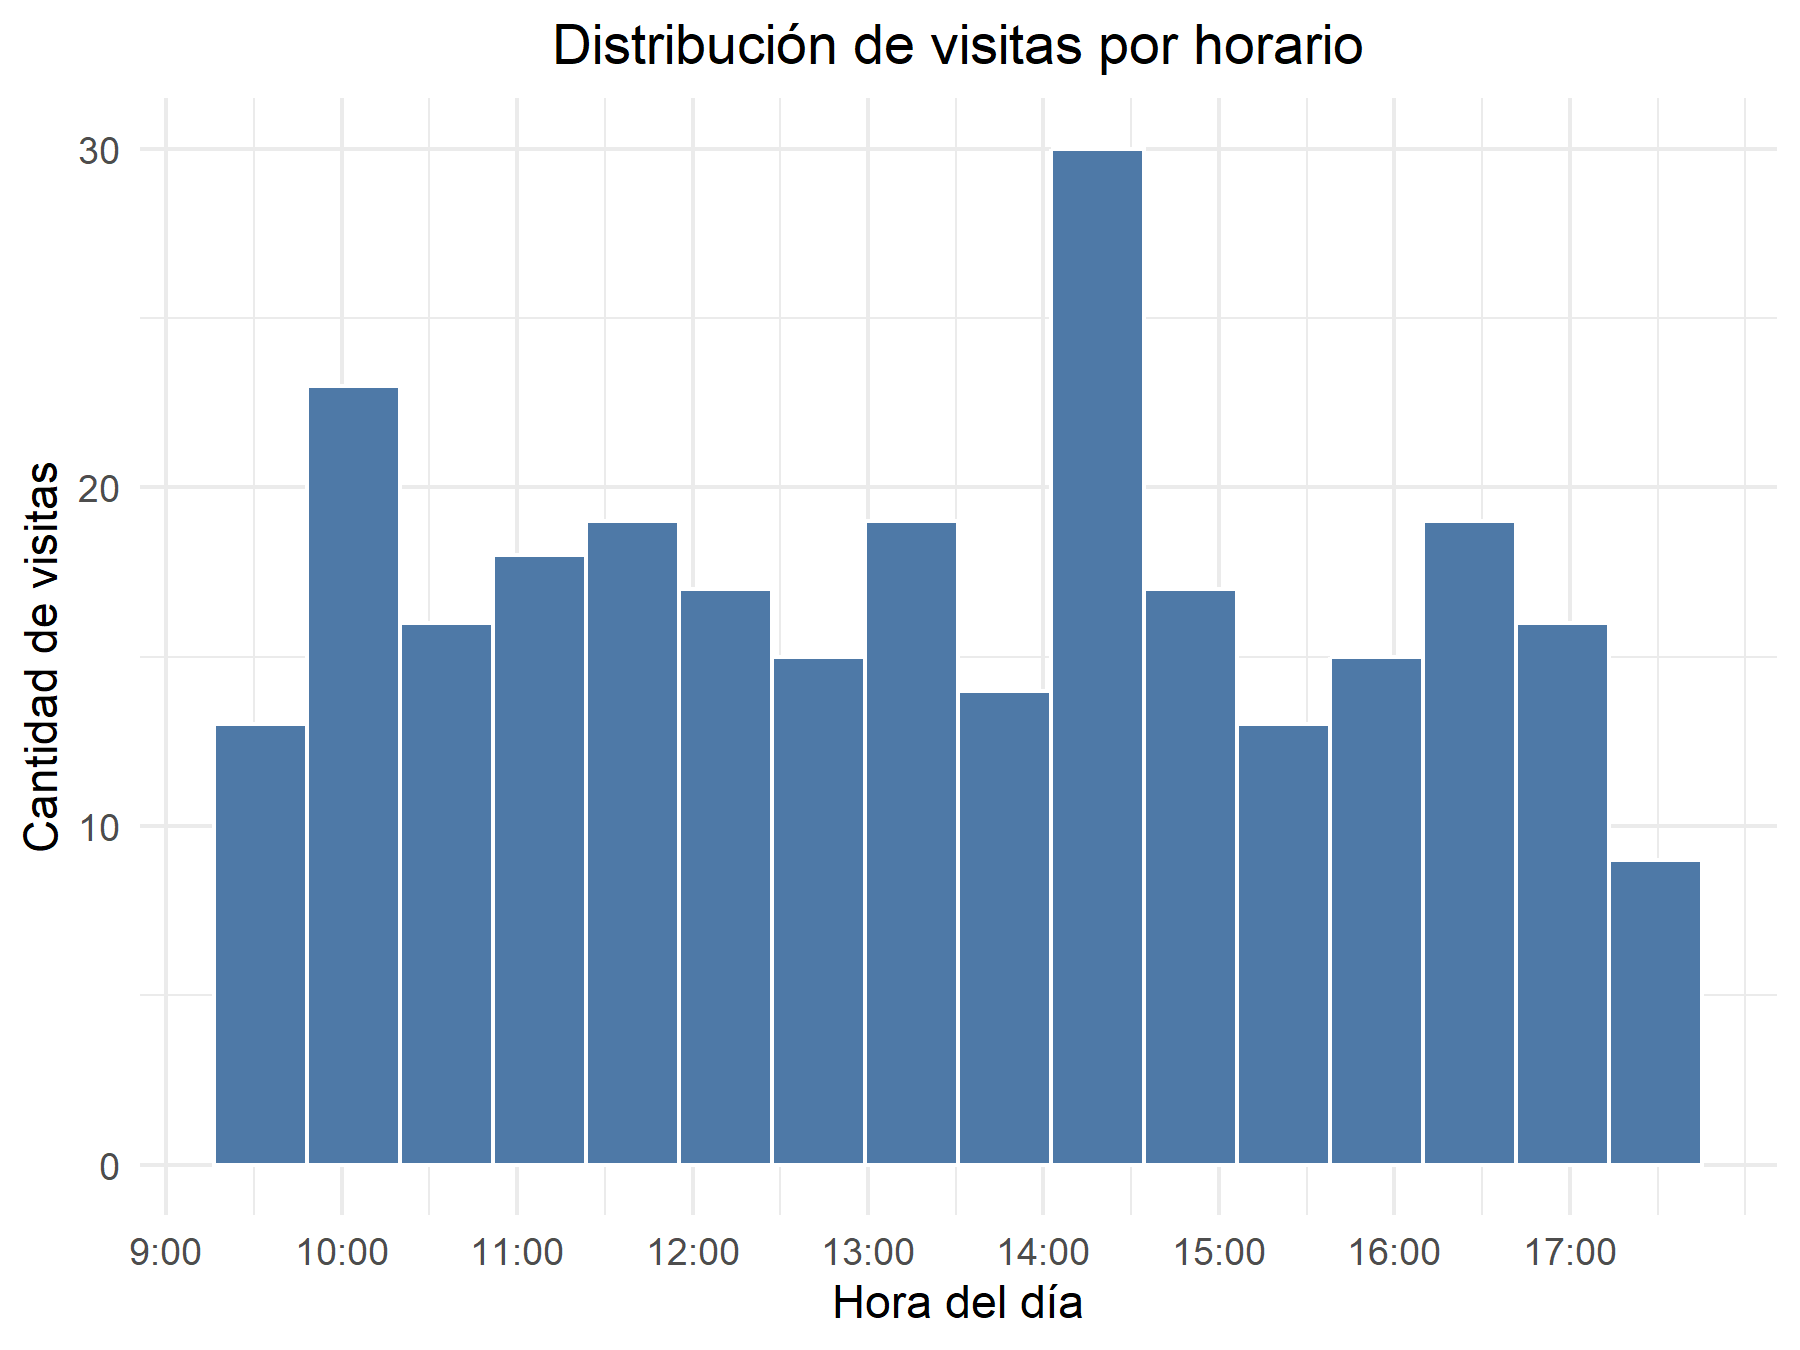 Distribución de visitas por horario
Cantidad de visitas
30
20
10
0
9:00 10:00 11:00 12:00 13:00 14:00 15:00 16:00 17:00
Hora del día